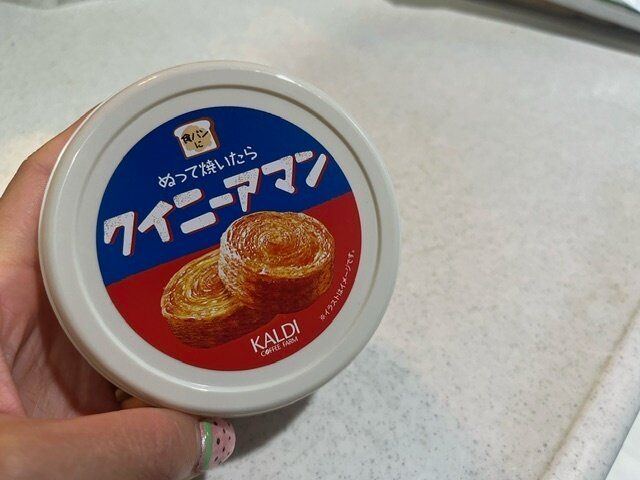 食パン
に
ぬって焼いたら
クイニーアマン
※イラストはイメージです。
KALDI
COFFEE FARM